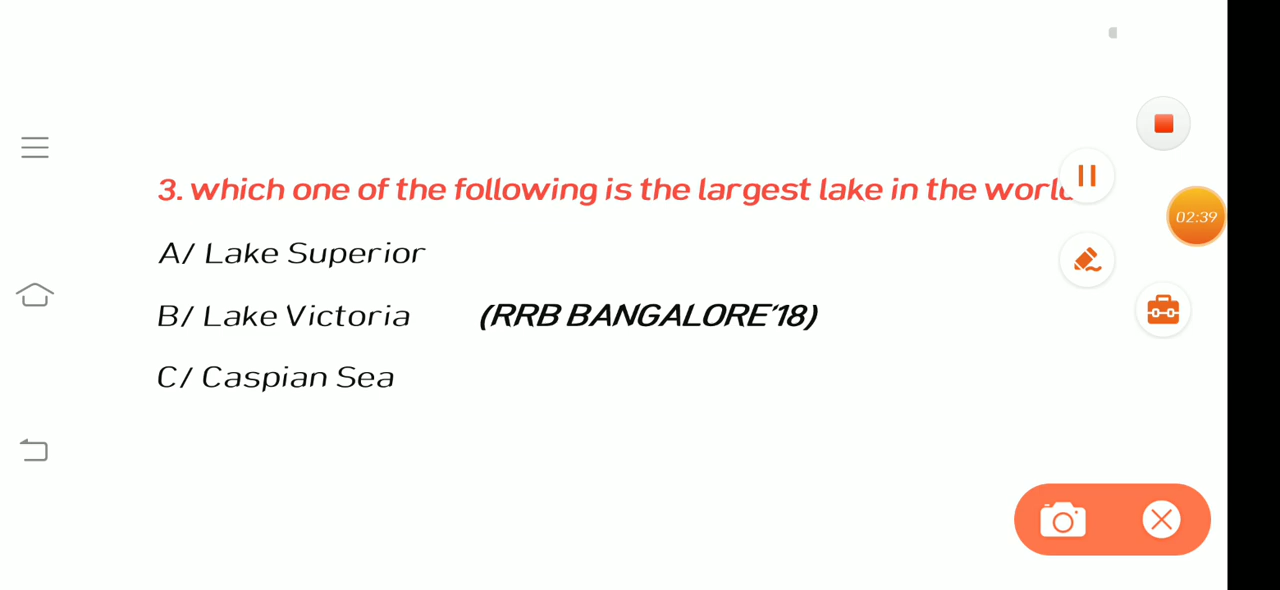 3. which one of the following is the largest lake in the
02:39
A/ Lake Superior
B/ Lake Victoria (RRB BANGALORE'18)
C/ Caspian Sea